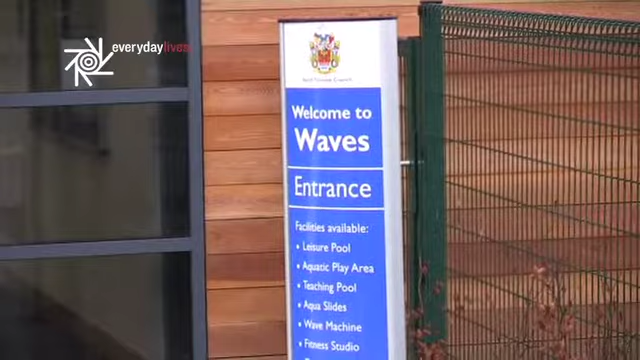 everydaylives
Welcome to
Waves
Entrance
Facilities available:
• Leisure Pool
• Aquatic Play Area
• Teaching Pool
• Aqua Slides
• Wave Machine
• Fitness Studio